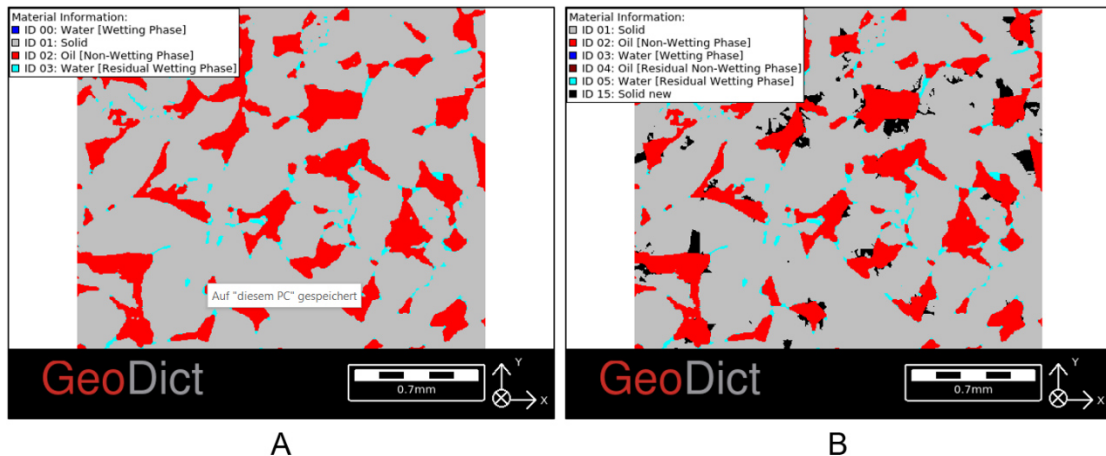 Material Information:
ID 00: Water [Wetting Phase]
ID 01: Solid
ID 02: Oil [Non-Wetting Phase]
ID 03: Water [Residual Wetting Phase]
Auf "diesem PC" gespeichert
GeoDict
0.7mm
Y
X
A
Material Information:
ID 01: Solid
ID 02: Oil [Non-Wetting Phase]
ID 03: Water [Wetting Phase]
ID 04: Oil [Residual Non-Wetting Phase]
ID 05: Water [Residual Wetting Phase]
ID 15: Solid new
GeoDict
0.7mm
Y
X
B